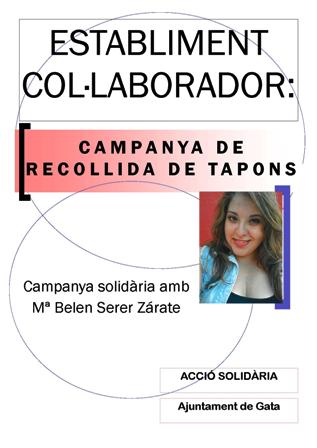 ESTABLIMENT
COL·LABORADOR:
CAMPANYA DE
RECOLLIDA DE TAPONS
Campanya solidària amb
Mª Belen Serer Zárate
ACCIÓ SOLIDÀRIA
Ajuntament de Gata